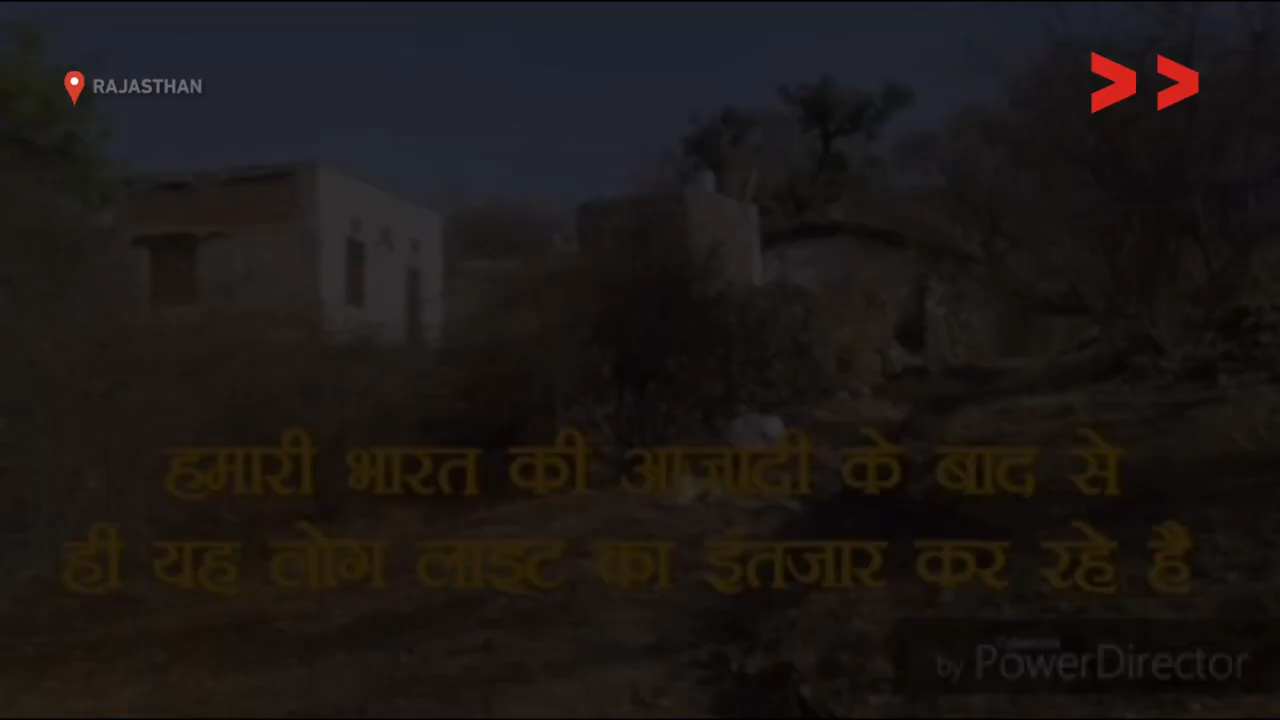 RAJASTHAN
हमारी भारत की आजादी के बाद से
ही यह लोग लाइट का इंतजार कर रहे है
by PowerDirector